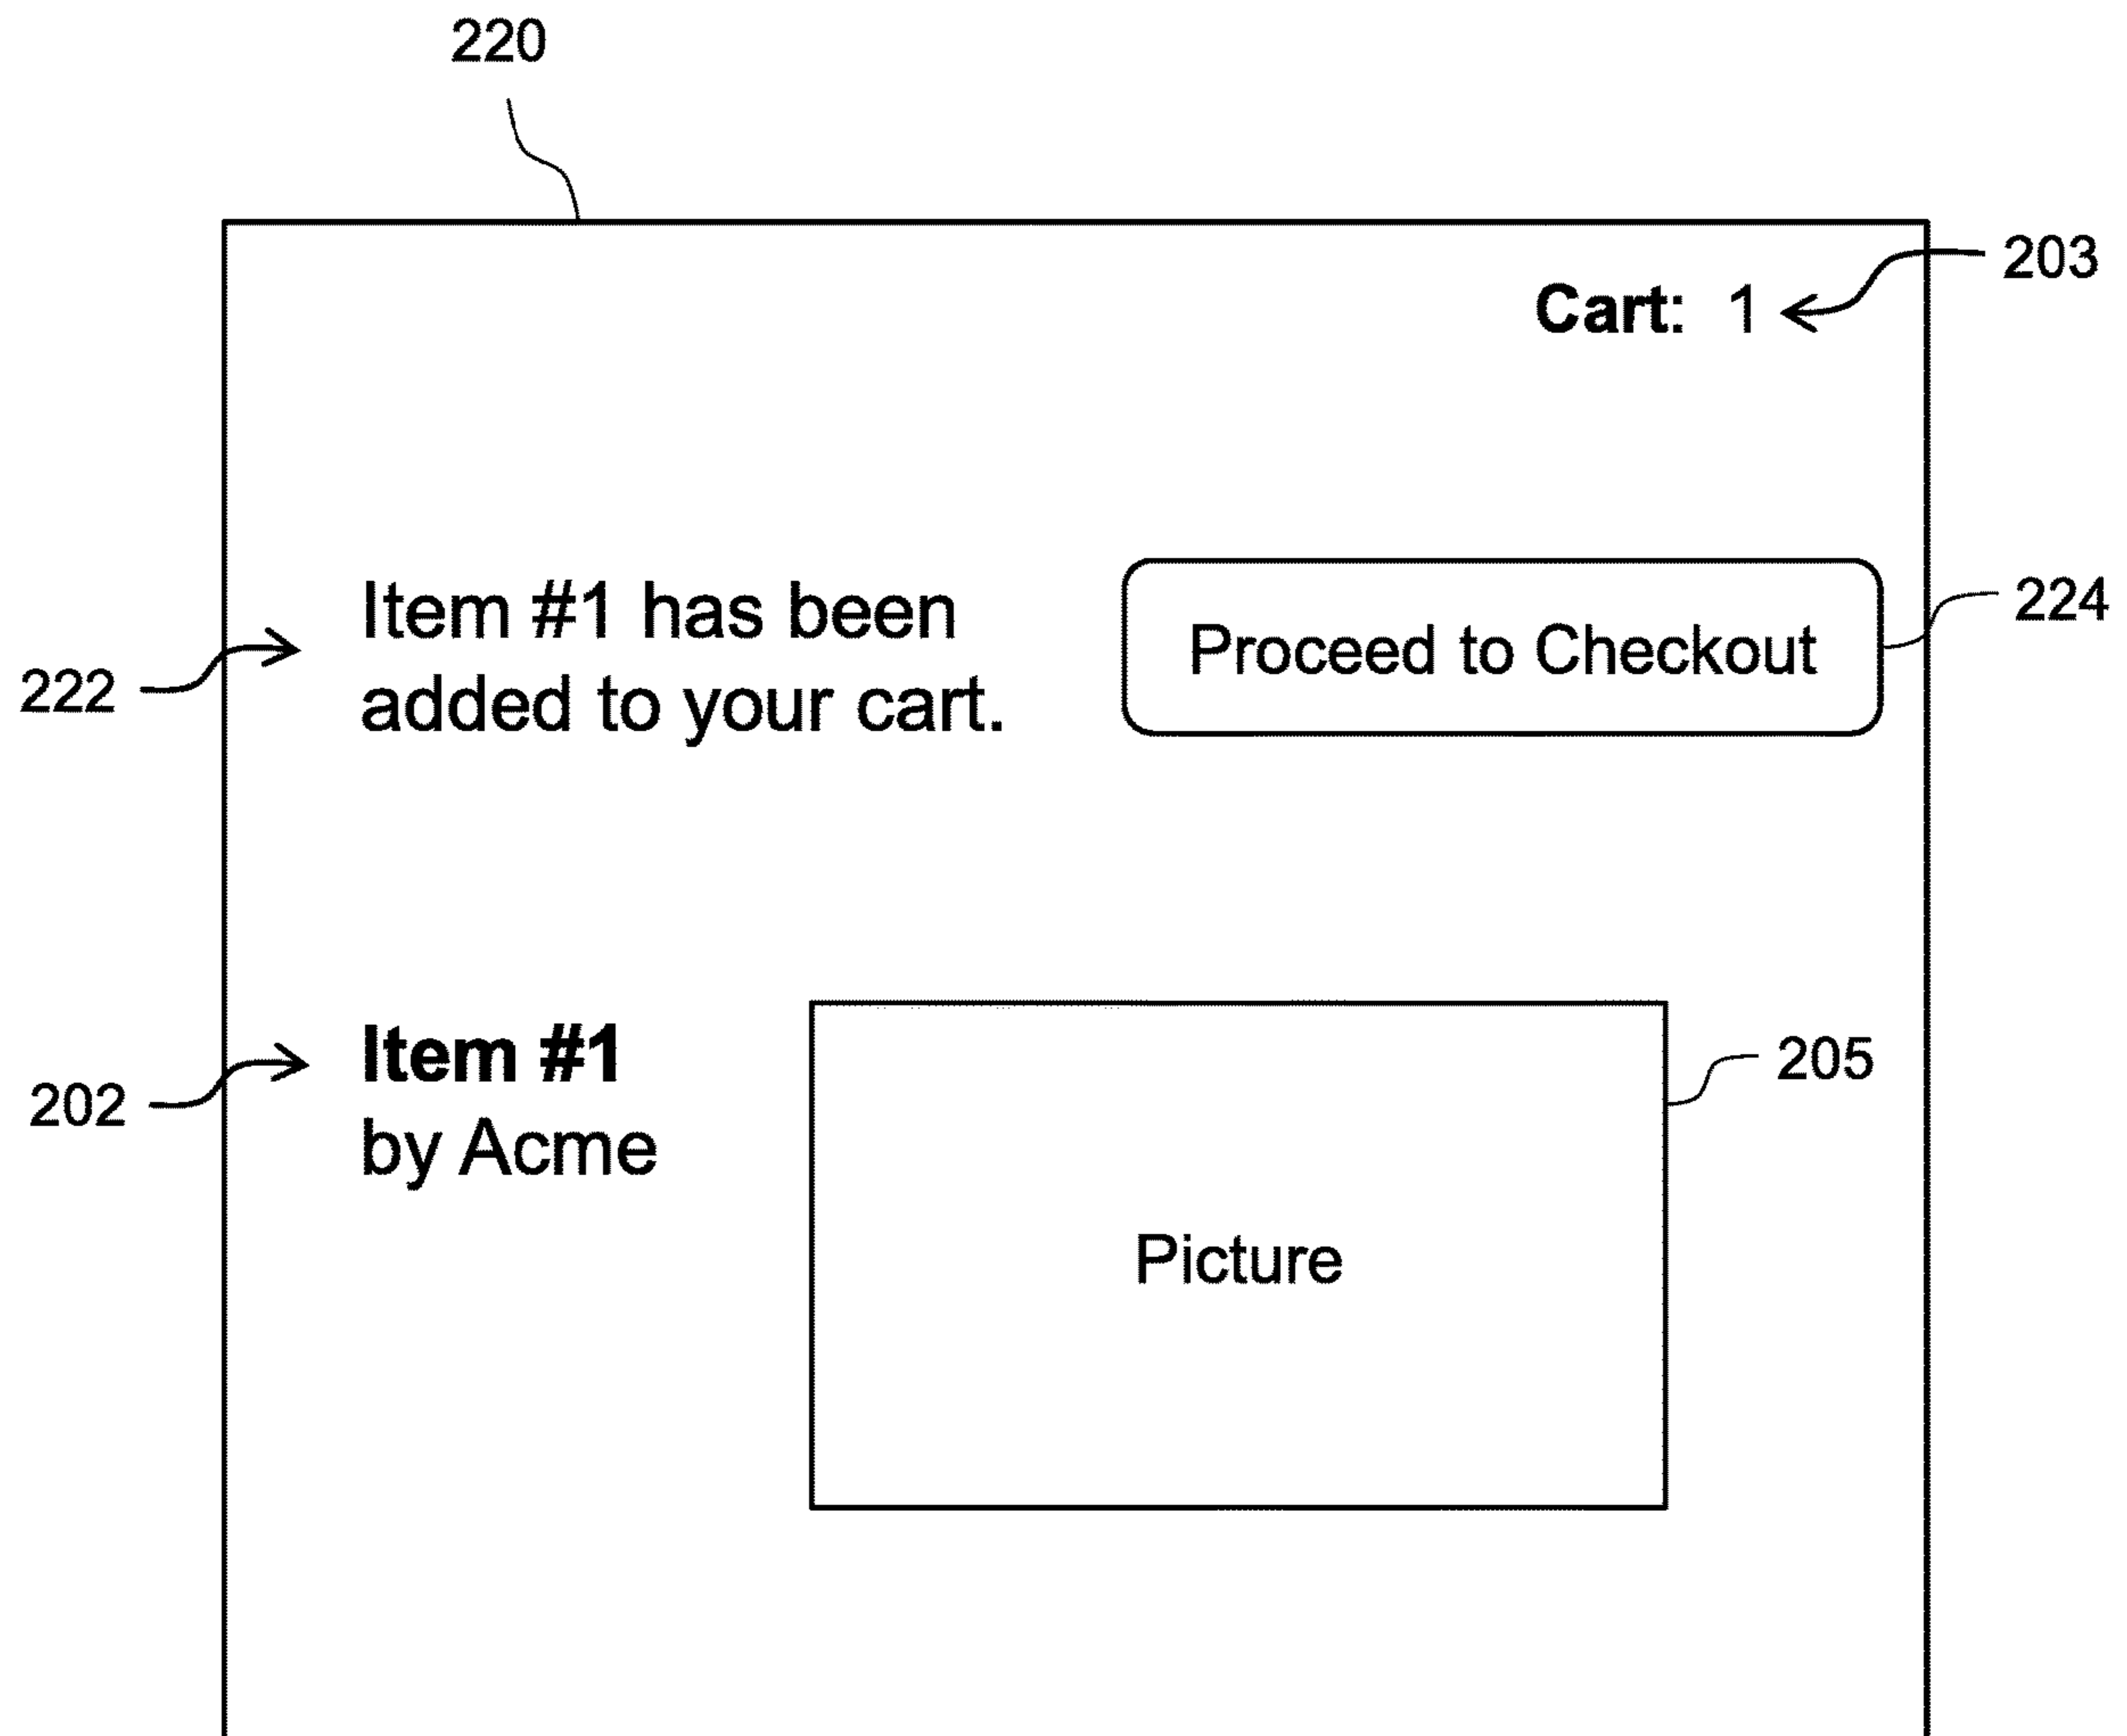 220
203
Cart: 1
Item #1 has been
added to your cart.
Proceed to Checkout
224
222
Item #1
by Acme
202
205
Picture